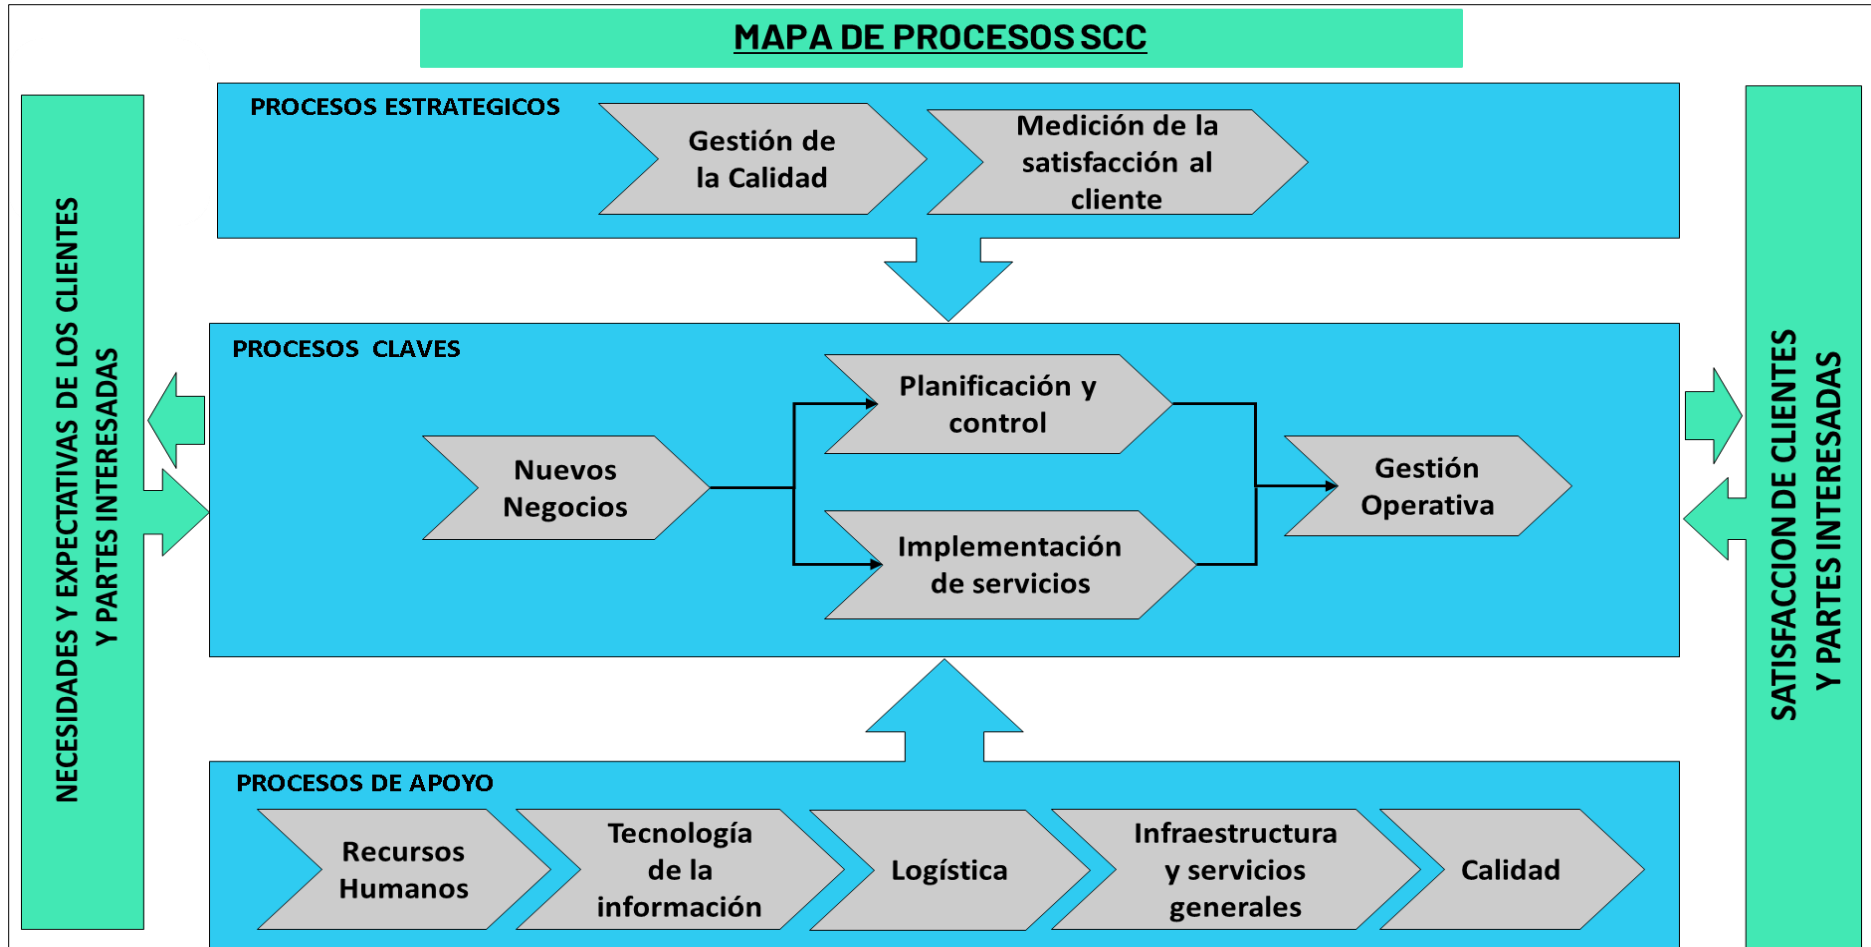 MAPA DE PROCESOS SCC
NECESIDADES Y EXPECTATIVAS DE LOS CLIENTES
Y PARTES INTERESADAS
PROCESOS ESTRATEGICOS
Gestión de
la Calidad
Medición de la
satisfacción al
cliente
PROCESOS CLAVES
Nuevos
Negocios
Planificación y
control
Implementación
de servicios
Gestión
Operativa
PROCESOS DE APOYO
Recursos
Humanos
Tecnología
de la
información
Logística
Infraestructura
y servicios
generales
Calidad
SATISFACCION DE CLIENTES
Y PARTES INTERESADAS